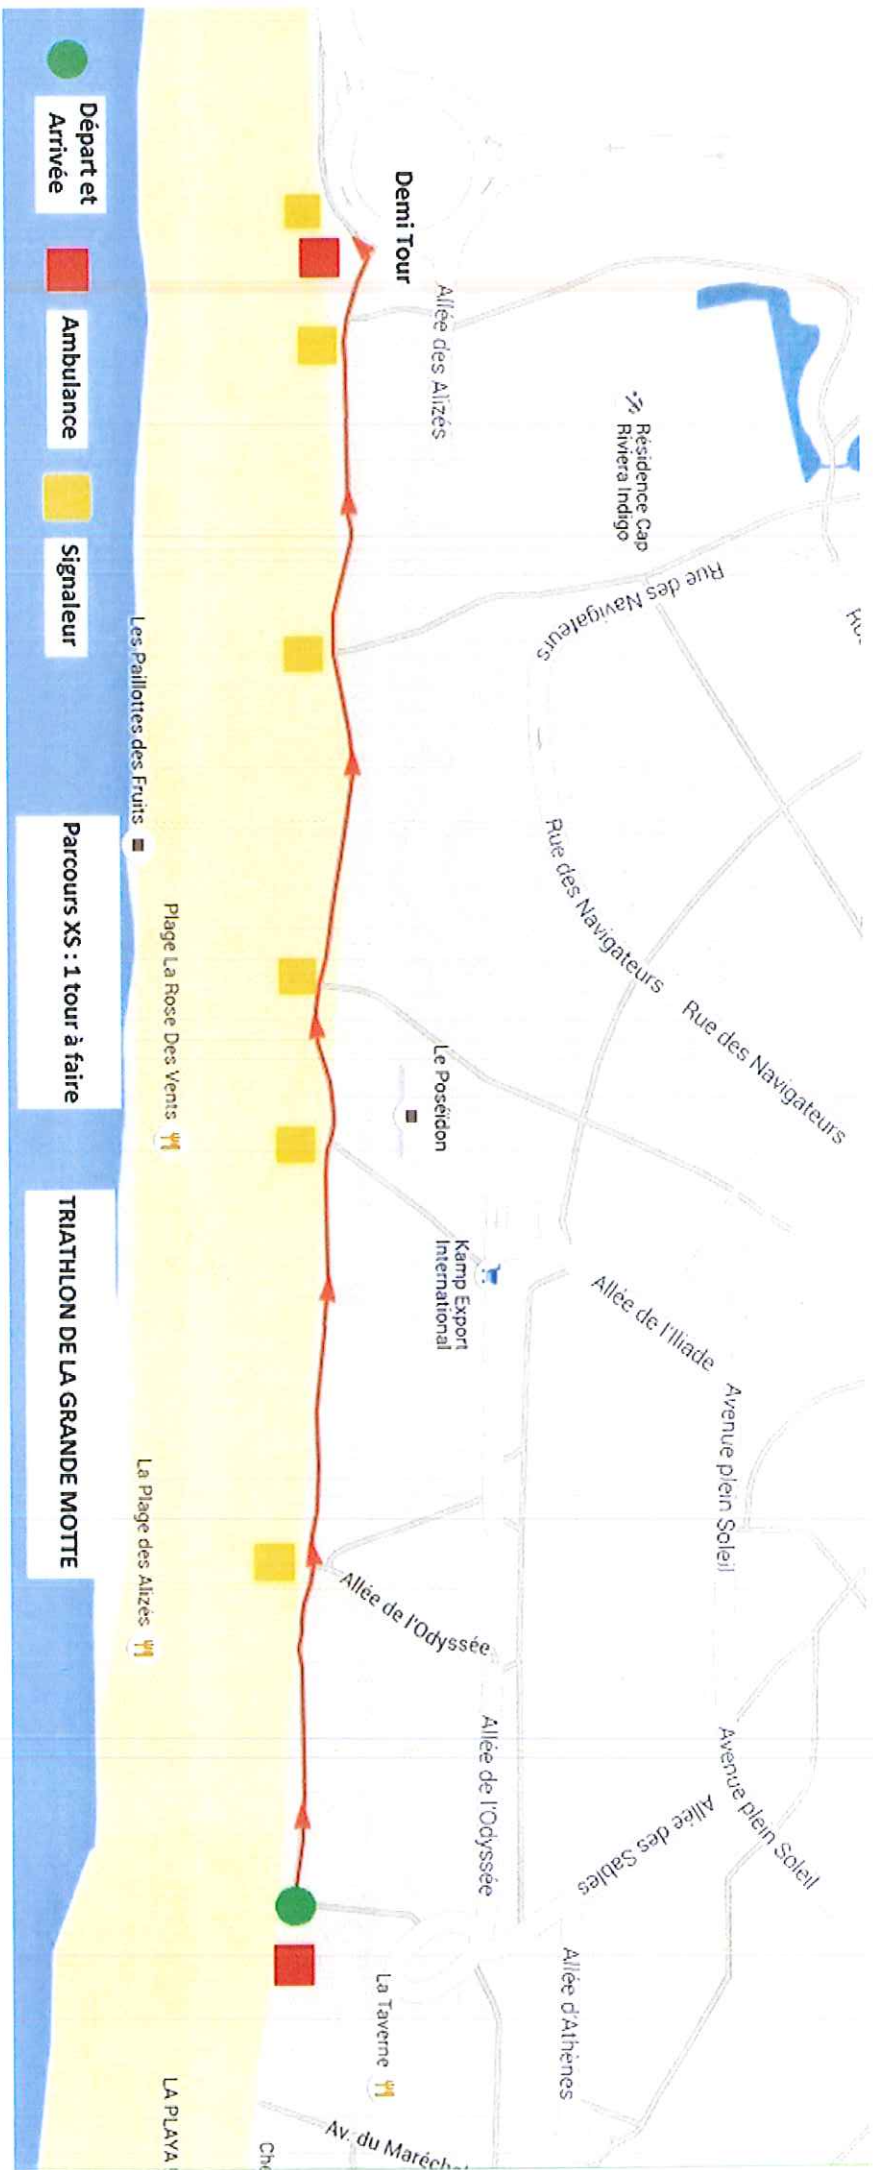 Demi Tour
Allée des Alizés
Résidence Cap
Riviera Indigo
Rue des Navigateurs
Rue des Navigateurs
Rue des Navigateurs
Le Poséidon
Kamp Export
International
Allée de l'Iliade
Avenue plein Soleil
Allée de l'Odyssée
Allée de l'Odyssée
Avenue plein Soleil
Allée des Sables
Allée d'Athènes
La Taverne
Av. du Maréchal
Che
LA PLAYA
La Plage des Alizés
Plage La Rose Des Vents
Les Paillottes des Fruits
Départ et
Arrivée
Ambulance
Signaleur
Parcours XS : 1 tour à faire
TRIATHLON DE LA GRANDE MOTTE